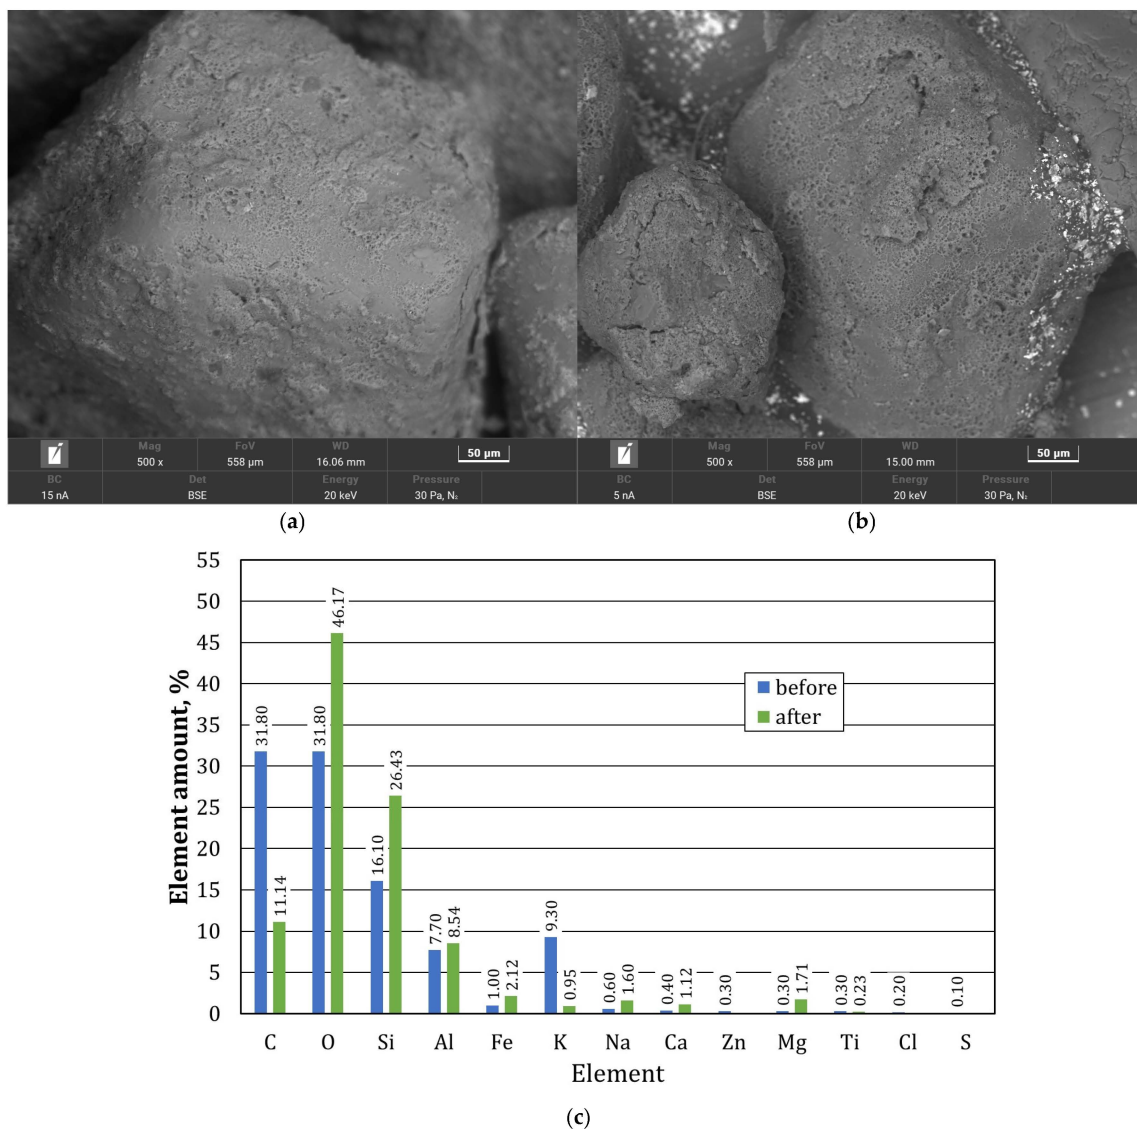 Mag FoV WD
500 x 558 µm 16.06 mm 50 µm
BC Det Energy Pressure
15 nA BSE 20 keV 30 Pa, N₂
Mag FoV WD
500 x 558 µm 15.00 mm 50 µm
BC Det Energy Pressure
5 nA BSE 20 keV 30 Pa, N₂
(a)
(b)
Element amount, %
55
50
45
40
35
30
25
20
15
10
5
0
31.80
11.14
31.80
46.17
16.10
26.43
7.70
8.54
1.00
2.12
9.30
0.95
0.60
1.60
0.40
1.12
0.30
0.30
1.71
0.30
0.23
0.20
0.10
before
after
C O Si Al Fe K Na Ca Zn Mg Ti Cl S
Element
(c)